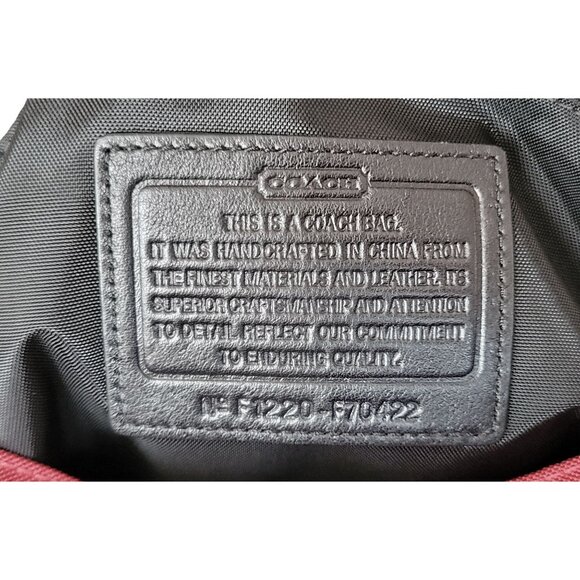 COACH
THIS IS A COACH BAG.
IT WAS HANDCRAFTED IN CHINA FROM
THE FINEST MATERIALS AND LEATHER. ITS
SUPERIOR CRAFTSMANSHIP AND ATTENTION
TO DETAIL REFLECT OUR COMMITMENT
TO ENDURING QUALITY.
No F1220-F70422